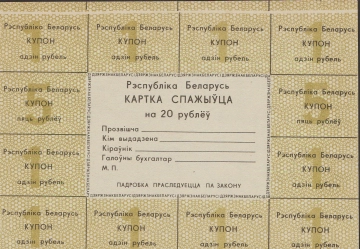 Рэспубліка Беларусь
КУПОН
адзін рубель
Рэспубліка Беларусь
КУПОН
адзін рубель
Рэспубліка Беларусь
КУПОН
адзін рубель
Рэспубліка Беларусь
КУПОН
адзін рубель
Рэспубліка Беларусь
КУПОН
пяць рублёў
Рэспубліка Беларусь
КАРТКА СПАЖЫЎЦА
на 20 рублёў
Прозвішча
Кім выдадзена
Кіраўнік
Галоўны бухгалтар
М. П.
ПАДРОБКА ПРАСЛЕДУЕЦЦА ПА ЗАКОНУ
Рэспубліка Беларусь
КУПОН
пяць рублёў
Рэспубліка Беларусь
КУПОН
адзін рубель
Рэспубліка Беларусь
КУПОН
адзін рубель
Рэспубліка Беларусь
КУПОН
адзін рубель
Рэспубліка Беларусь
КУПОН
адзін рубель
Рэспубліка Беларусь
КУПОН
адзін рубель
Рэспубліка Беларусь
КУПОН
адзін рубель